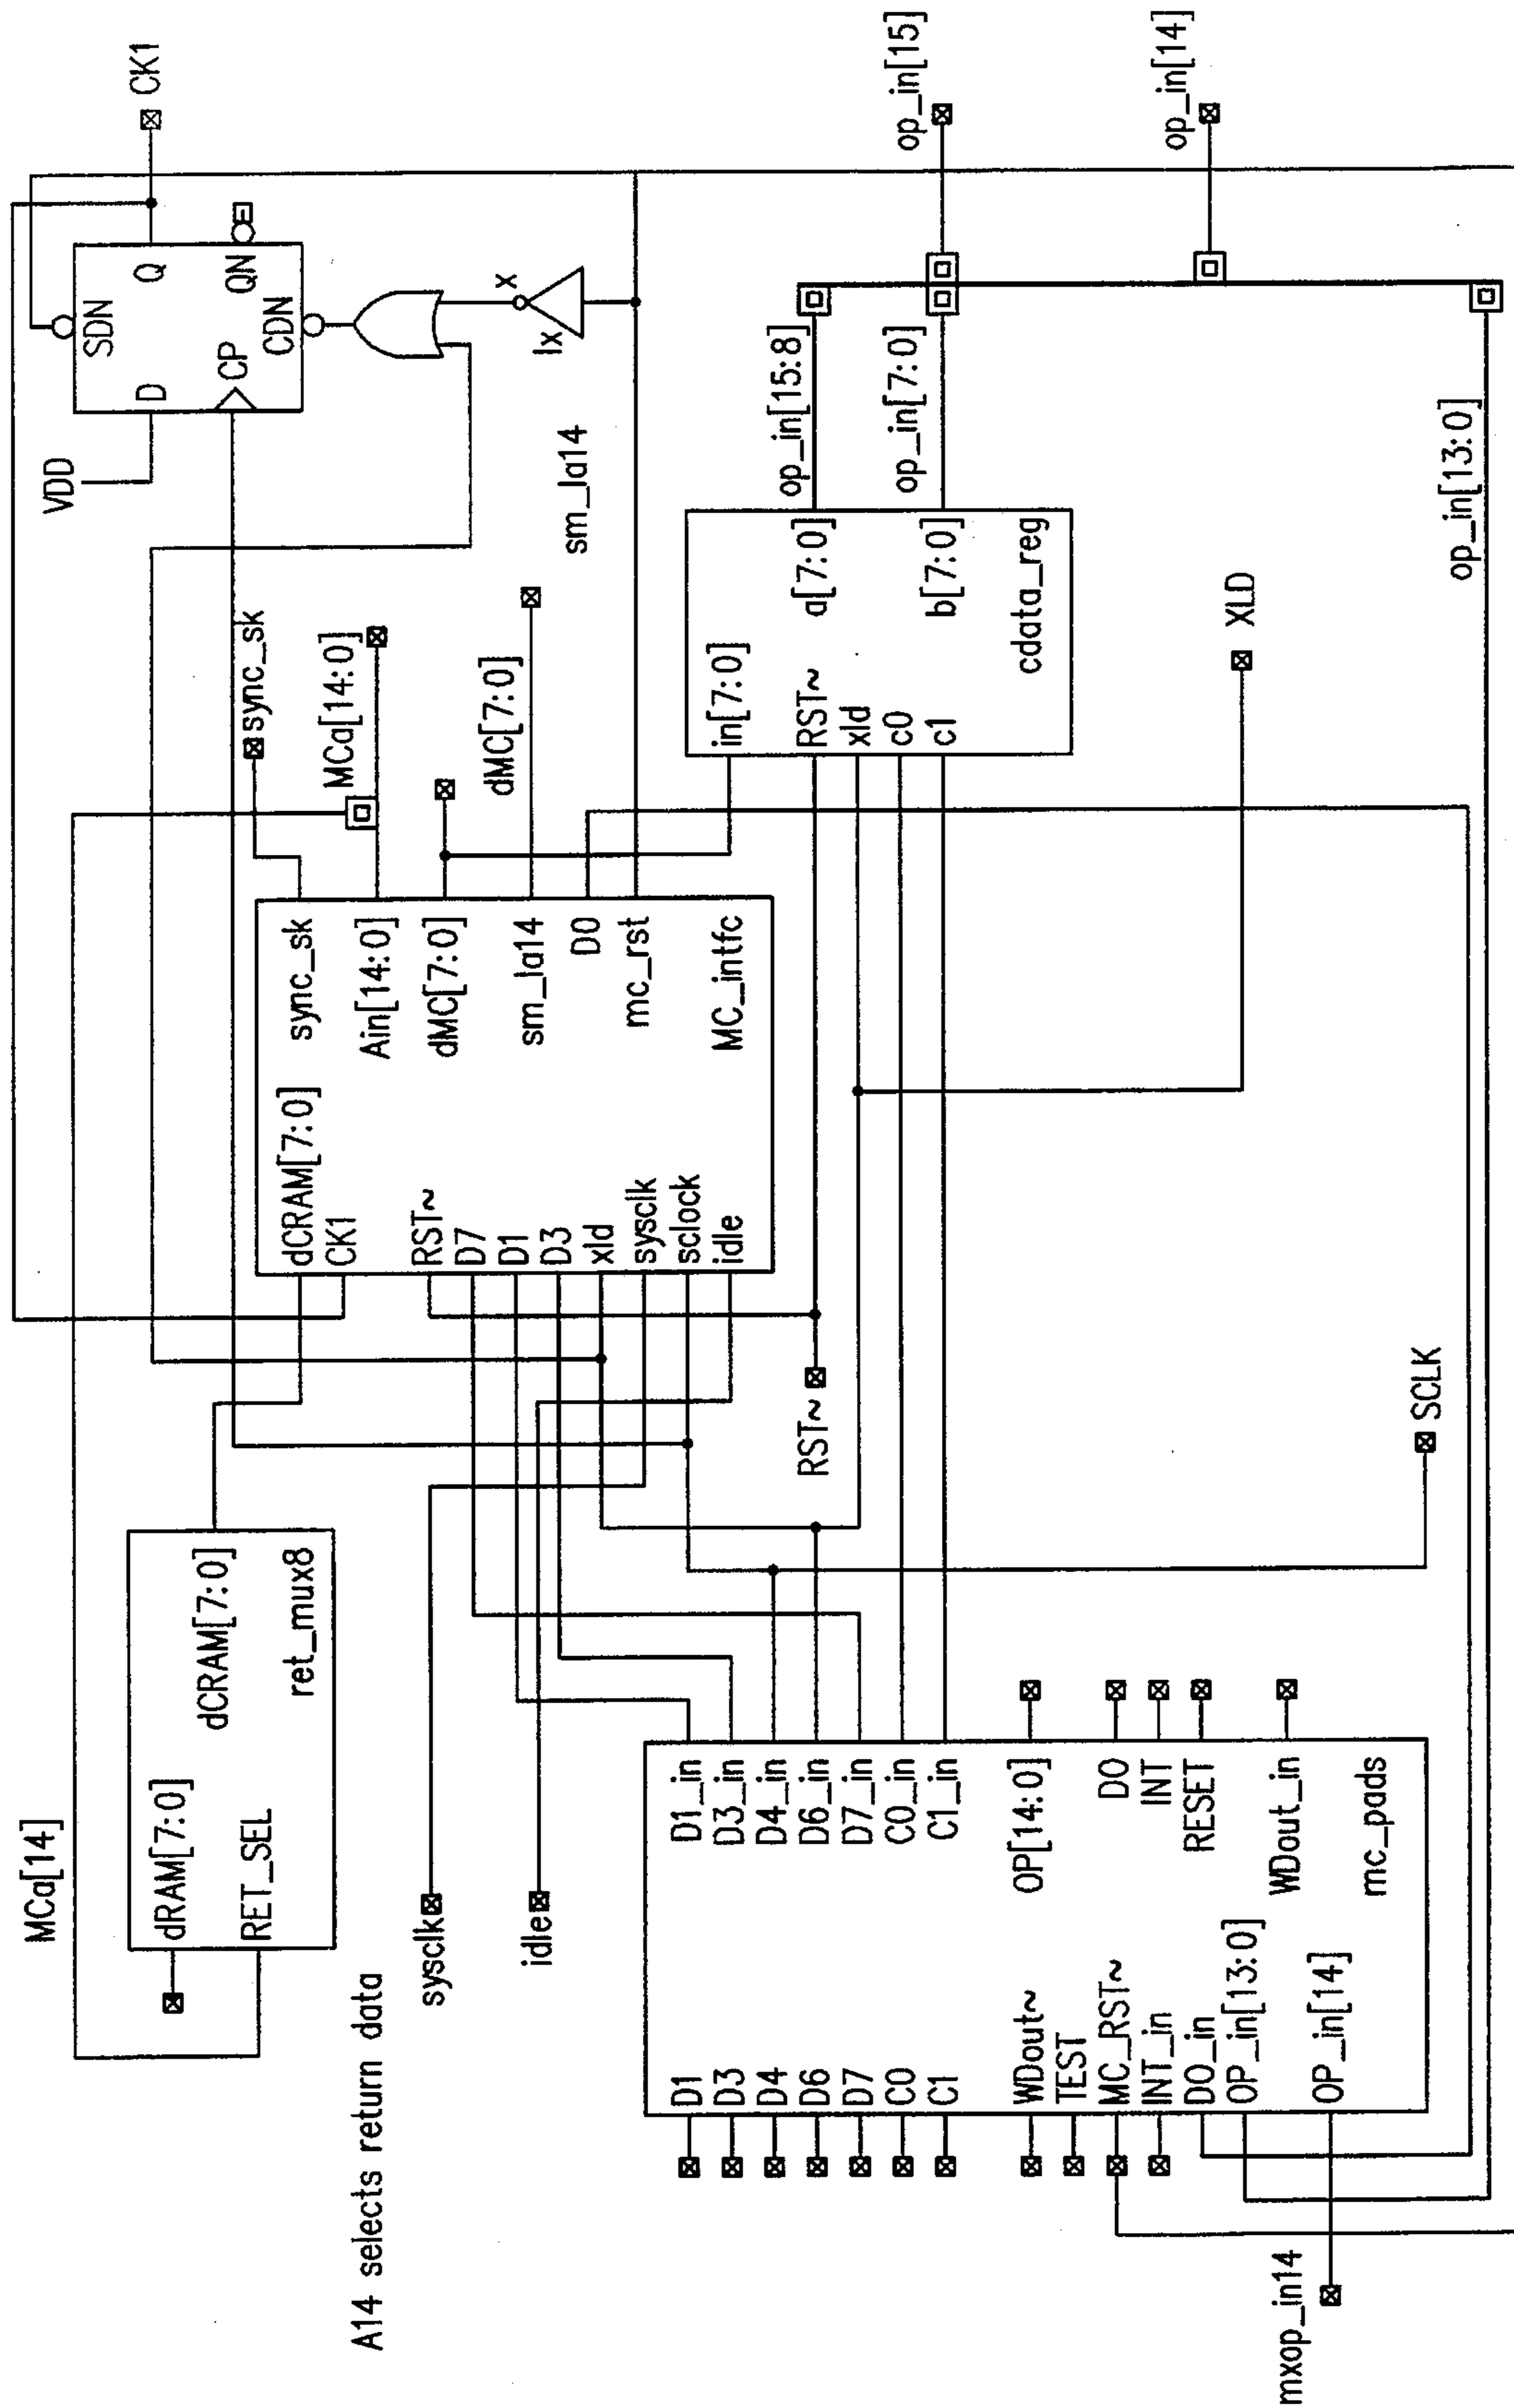 MCa[14]
dRAM[7:0]
RET_SEL
dCRAM[7:0]
ret_mux8
A14 selects return data
sysclk
idle
dCRAM[7:0]
CK1
RST~
D7
D1
D3
xld
sysclk
sclock
idle
sync_sk
Ain[14:0]
dMC[7:0]
sm_la14
D0
mc_rst
MC_intfc
sync_sk
MCa[14:0]
dMC[7:0]
sm_la14
VDD
D
CP
SDN
CDN
Q
QN
CK1
Ix
x
D1
D3
D4
D6
D7
C0
C1
WDout~
TEST
MC_RST~
INT_in
DO_in
OP_in[13:0]
OP_in[14]
D1_in
D3_in
D4_in
D6_in
D7_in
C0_in
C1_in
OP[14:0]
DO
INT
RESET
WDout_in
mc_pads
mxop_in14
RST~
SCLK
XLD
in[7:0]
RST~
xld
c0
c1
a[7:0]
b[7:0]
cdata_reg
op_in[15:8]
op_in[7:0]
op_in[13:0]
op_in[15]
op_in[14]